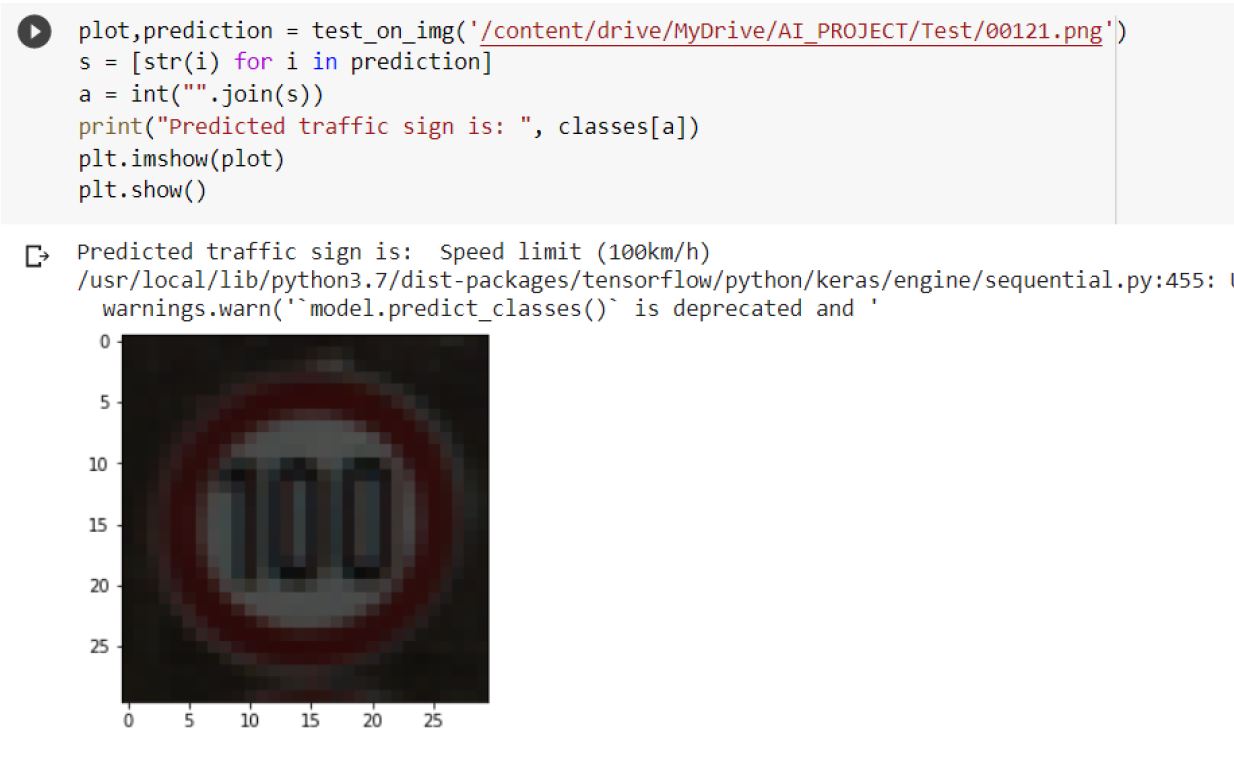 plot,prediction = test_on_img('/content/drive/MyDrive/AI_PROJECT/Test/00121.png')
s = [str(i) for i in prediction]
a = int("".join(s))
print("Predicted traffic sign is: ", classes[a])
plt.imshow(plot)
plt.show()
Predicted traffic sign is:  Speed limit (100km/h)
/usr/local/lib/python3.7/dist-packages/tensorflow/python/keras/engine/sequential.py:455:
warnings.warn('`model.predict_classes()` is deprecated and '
0
5
10
15
20
25
100
0 5 10 15 20 25